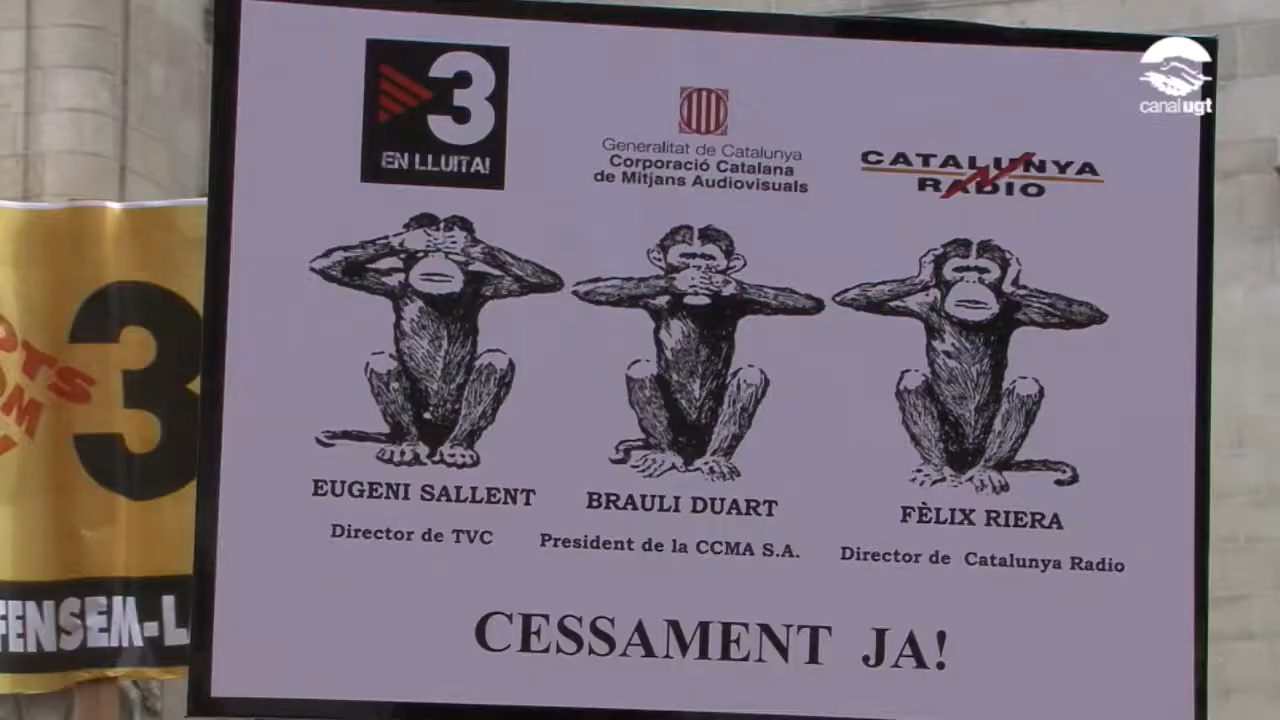 3
EN LLUITA!
Generalitat de Catalunya
Corporació Catalana
de Mitjans Audiovisuals
CATALUNYA
RADIO
canalugt
EUGENI SALLENT
Director de TVC
BRAULI DUART
President de la CCMA S.A.
FÈLIX RIERA
Director de Catalunya Radio
CESSAMENT JA!
3
FENSEM-L